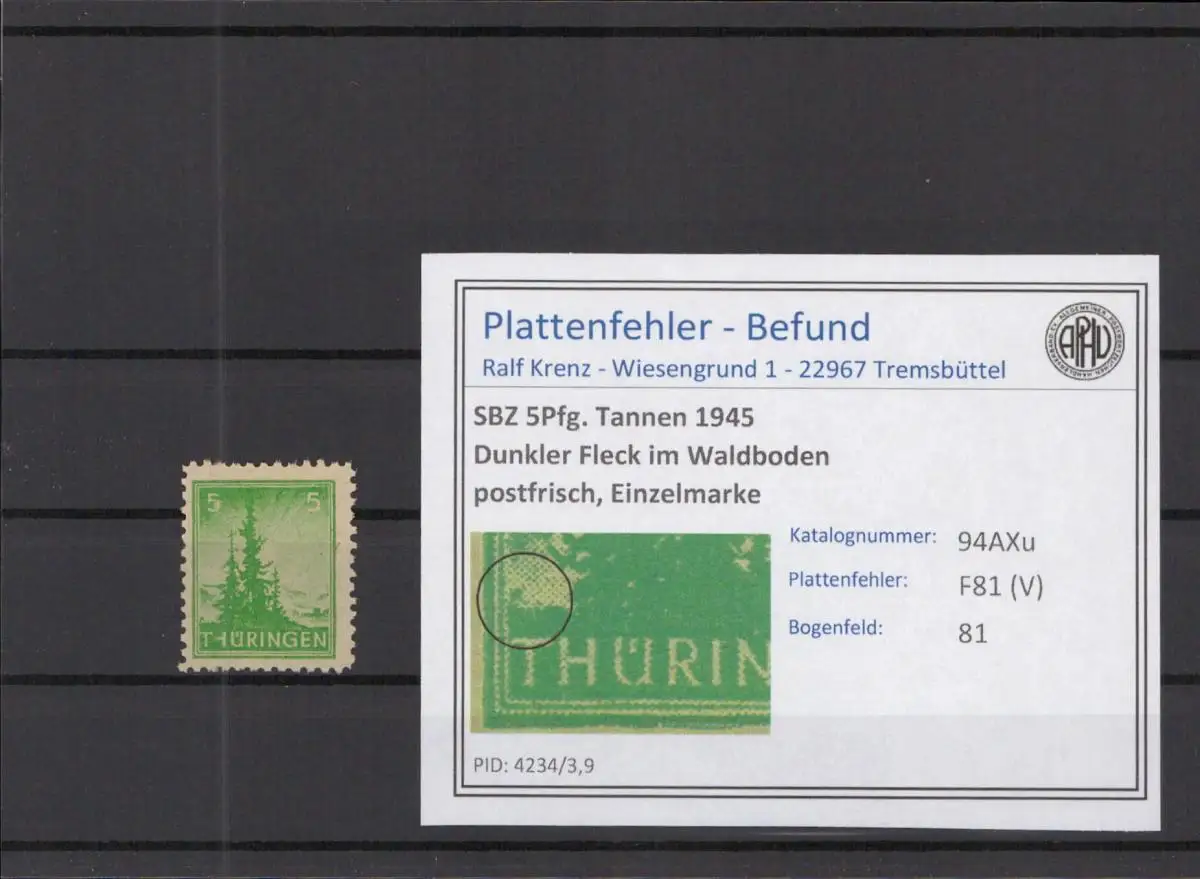 5 5
THÜRINGEN
Plattenfehler - Befund
Ralf Krenz - Wiesengrund 1 - 22967 Tremsbüttel
APHV
SBZ 5Pfg. Tannen 1945
Dunkler Fleck im Waldboden
postfrisch, Einzelmarke
Katalognummer: 94AXu
Plattenfehler: F81 (V)
Bogenfeld: 81
THÜRIN
PID: 4234/3,9